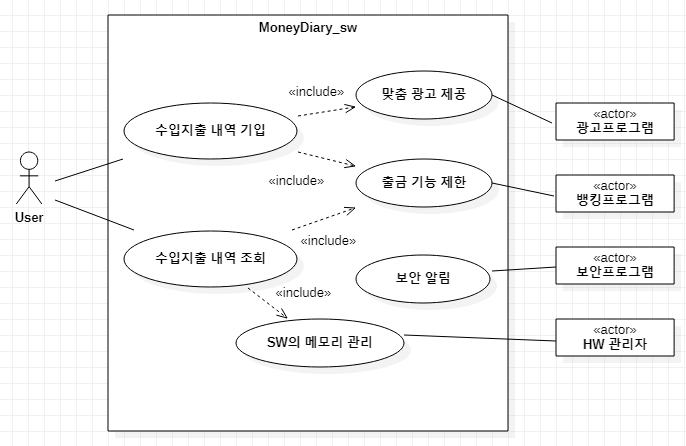 MoneyDiary_sw
«include»
맞춤 광고 제공
«actor»
광고프로그램
수입지출 내역 기입
«include»
출금 기능 제한
«actor»
뱅킹프로그램
User
수입지출 내역 조회
«include»
보안 알림
«actor»
보안프로그램
«include»
SW의 메모리 관리
«actor»
HW 관리자